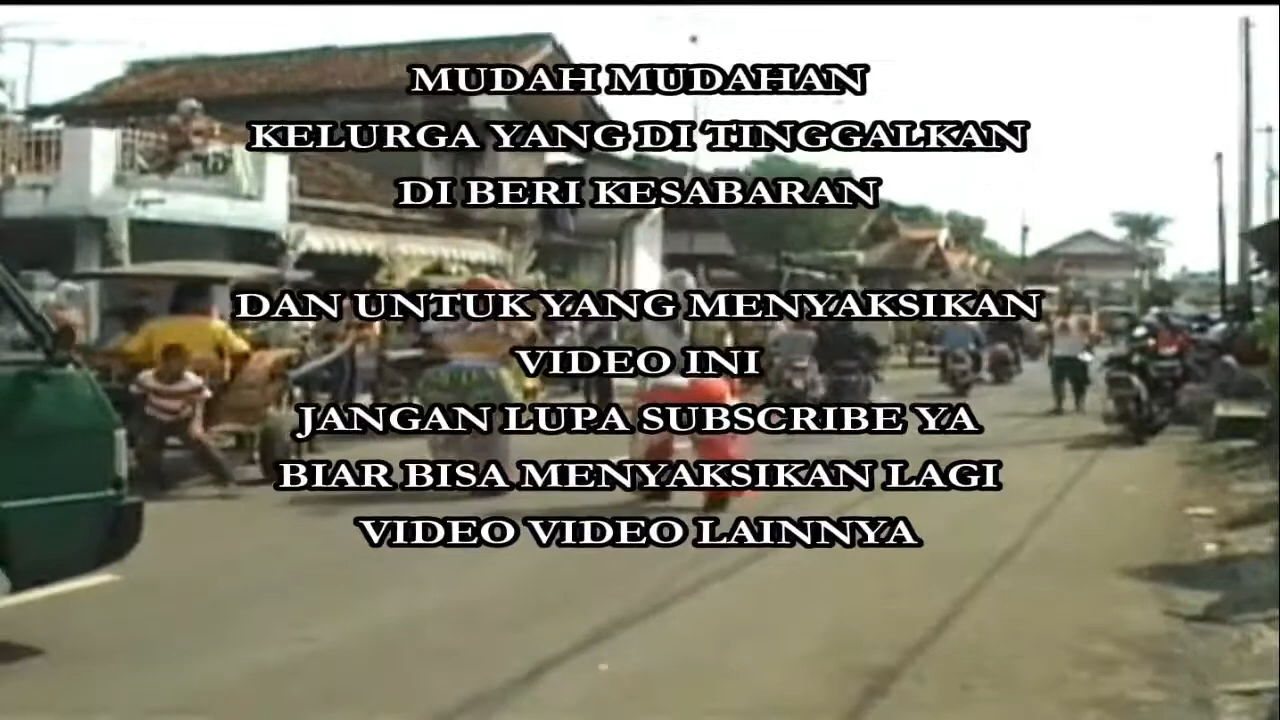 MUDAH MUDAHAN
KELURGA YANG DI TINGGALKAN
DI BERI KESABARAN
DAN UNTUK YANG MENYAKSIKAN
VIDEO INI
JANGAN LUPA SUBSCRIBE YA
BIAR BISA MENYAKSIKAN LAGI
VIDEO VIDEO LAINNYA